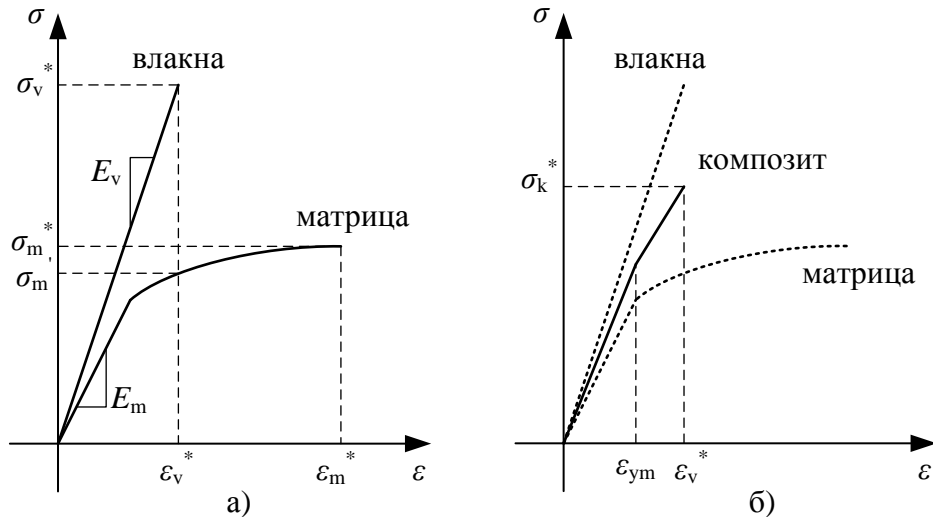 σ
влакна
σv*
Ev
матрица
σm*
σm'
Em
εv*
εm*
ε
а)
σ
влакна
композит
σk*
матрица
εym
εv*
ε
б)